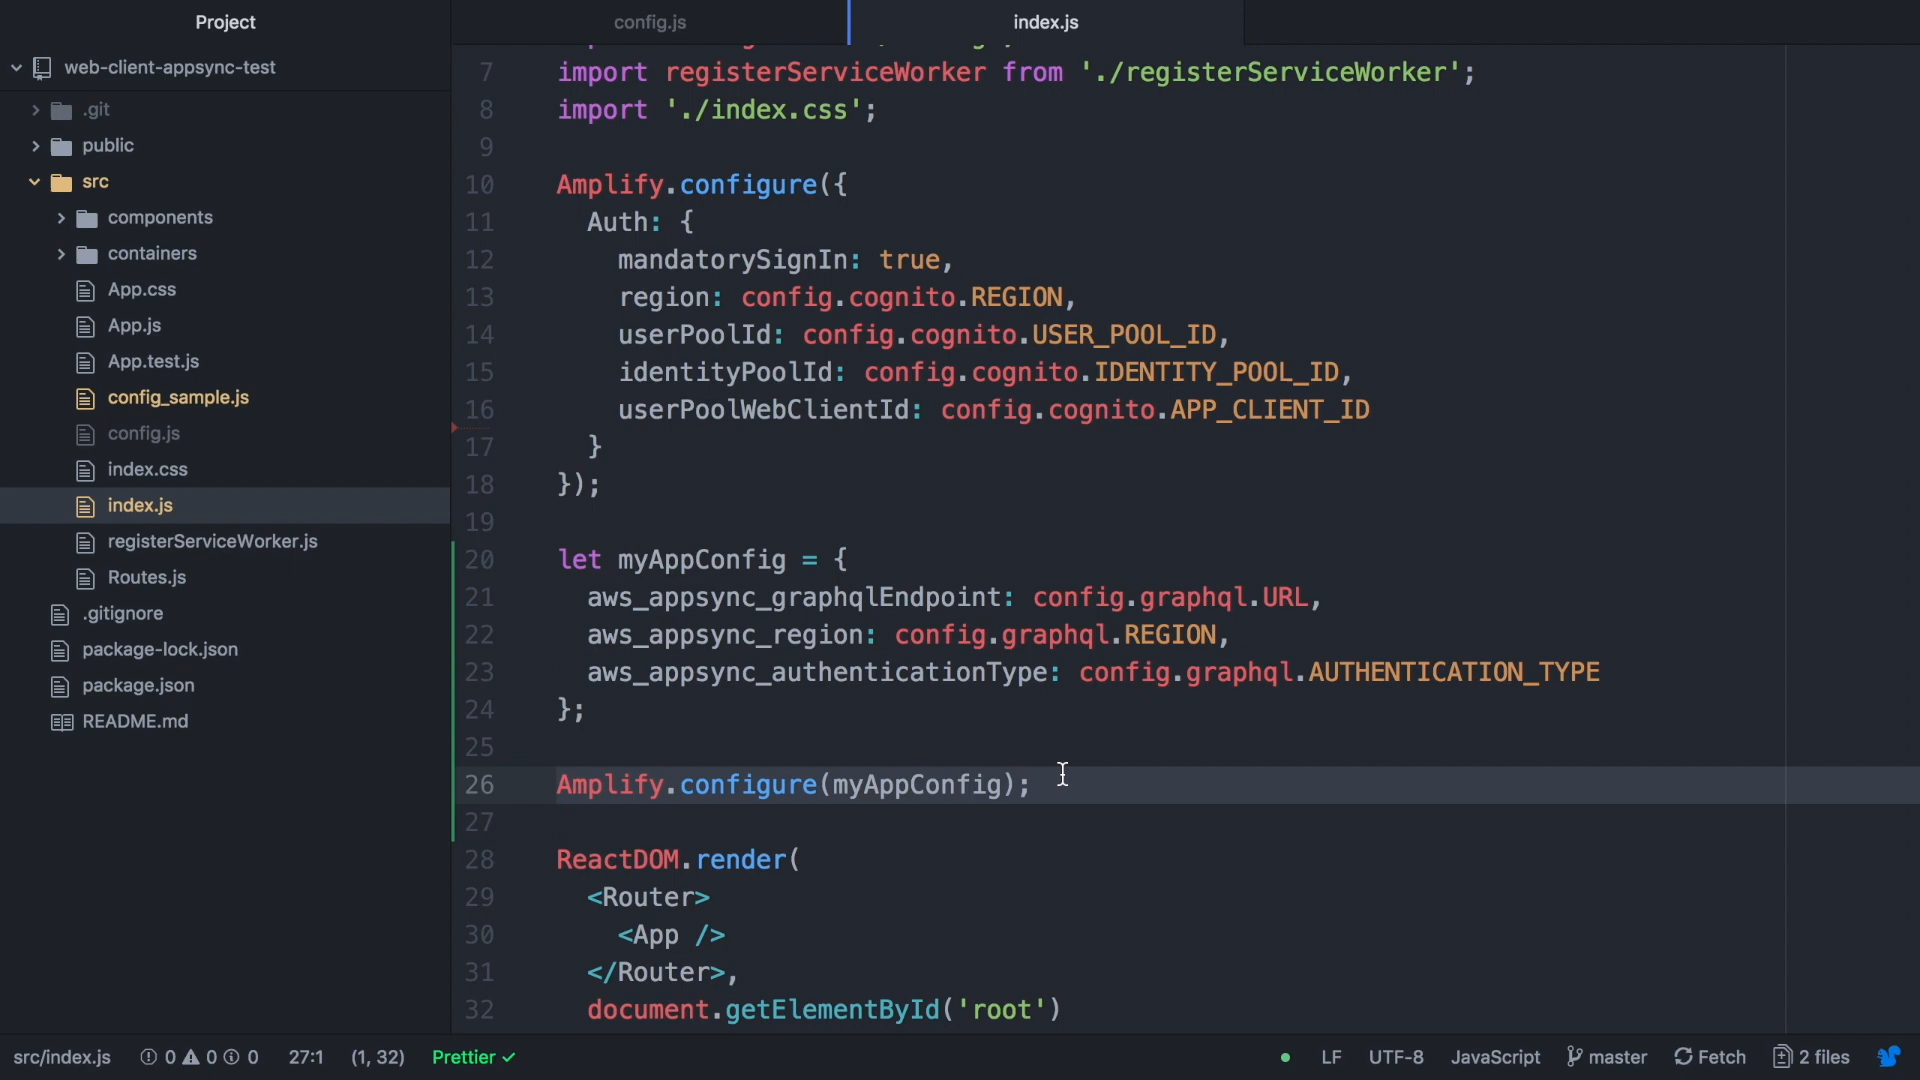 Project
config.js
index.js
web-client-appsync-test
.git
public
src
components
containers
App.css
App.js
App.test.js
config_sample.js
config.js
index.css
index.js
registerServiceWorker.js
Routes.js
.gitignore
package-lock.json
package.json
README.md
7 import registerServiceWorker from './registerServiceWorker';
8 import './index.css';
9
10 Amplify.configure({
11 Auth: {
12 mandatorySignIn: true,
13 region: config.cognito.REGION,
14 userPoolId: config.cognito.USER_POOL_ID,
15 identityPoolId: config.cognito.IDENTITY_POOL_ID,
16 userPoolWebClientId: config.cognito.APP_CLIENT_ID
17 }
18 });
19
20 let myAppConfig = {
21 aws_appsync_graphqlEndpoint: config.graphql.URL,
22 aws_appsync_region: config.graphql.REGION,
23 aws_appsync_authenticationType: config.graphql.AUTHENTICATION_TYPE
24 };
25
26 Amplify.configure(myAppConfig);
27
28 ReactDOM.render(
29 <Router>
30 <App />
31 </Router>,
32 document.getElementById('root')
src/index.js 0 0 0 27:1 (1, 32) Prettier ✓ LF UTF-8 JavaScript master Fetch 2 files